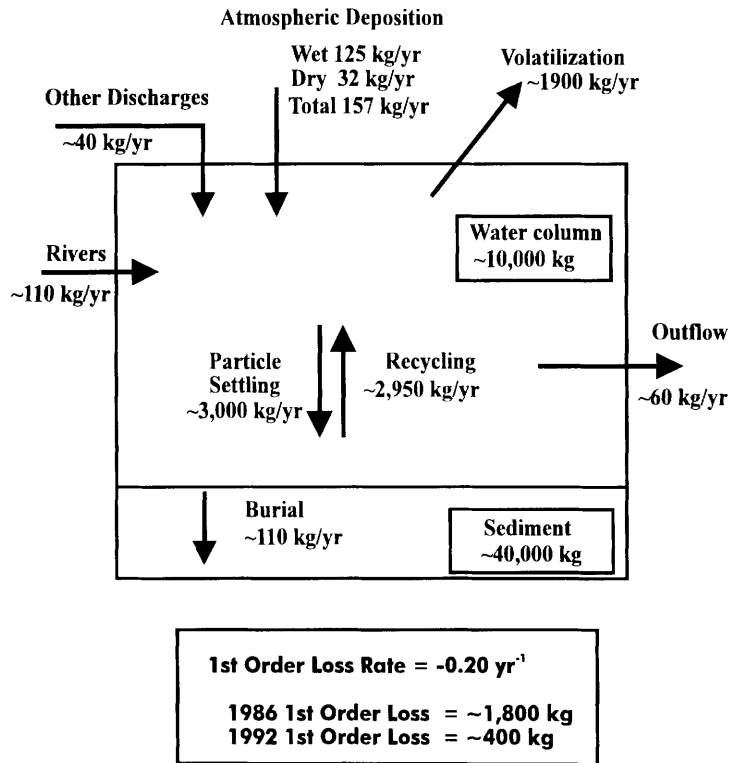 Atmospheric Deposition
Wet 125 kg/yr
Dry 32 kg/yr
Total 157 kg/yr
Volatilization
~1900 kg/yr
Other Discharges
~40 kg/yr
Water column
~10,000 kg
Rivers
~110 kg/yr
Particle
Settling
~3,000 kg/yr
Recycling
~2,950 kg/yr
Outflow
~60 kg/yr
Burial
~110 kg/yr
Sediment
~40,000 kg
1st Order Loss Rate = -0.20 yr⁻¹
1986 1st Order Loss = ~1,800 kg
1992 1st Order Loss = ~400 kg